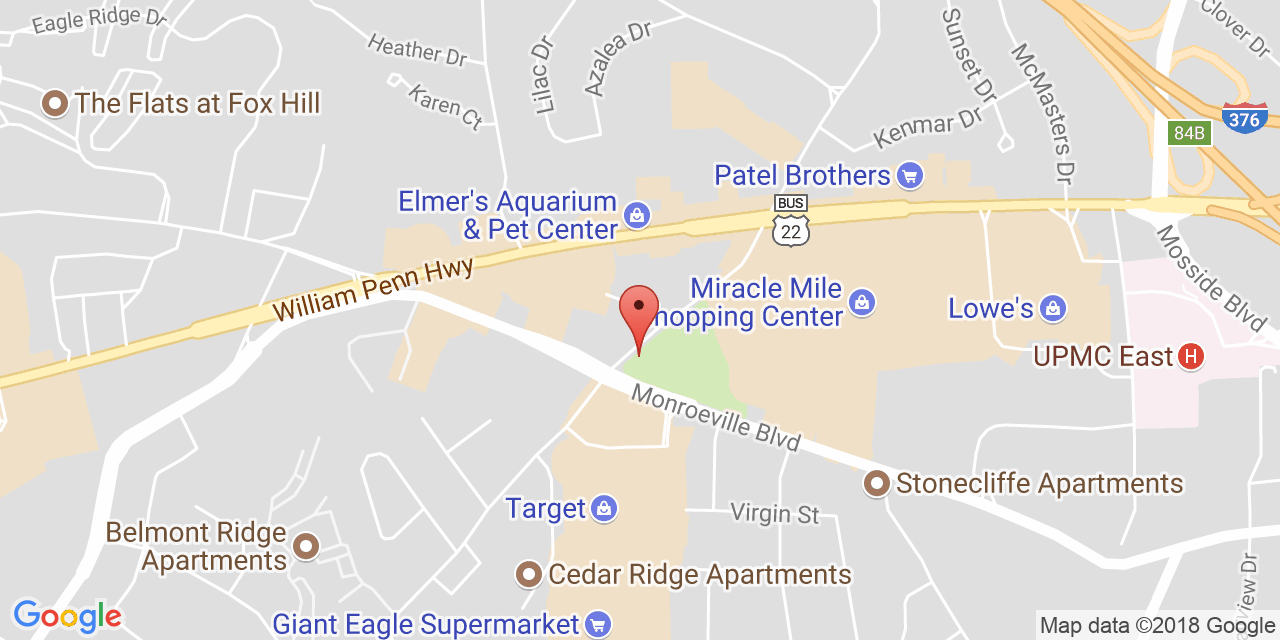 Eagle Ridge Dr
Heather Dr
Karen Ct
Lilac Dr
Azalea Dr
Sunset Dr
McMasters Dr
Clover Dr
Kenmar Dr
376
84B
The Flats at Fox Hill
Patel Brothers
Elmer's Aquarium
& Pet Center
BUS
22
Mosside Blvd
William Penn Hwy
Miracle Mile
hopping Center
Lowe's
UPMC East
H
Monroeville Blvd
Stonecliffe Apartments
Target
Virgin St
Belmont Ridge
Apartments
Cedar Ridge Apartments
view Dr
Google
Giant Eagle Supermarket
Map data ©2018 Google